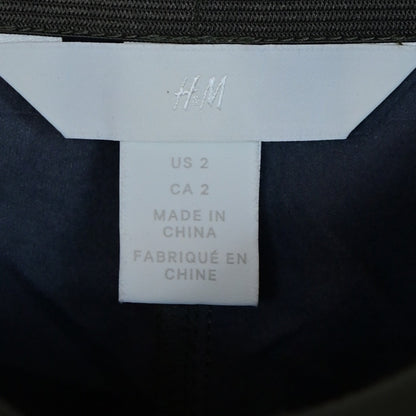 H&M
US 2
CA 2
MADE IN
CHINA
FABRIQUÉ EN
CHINE